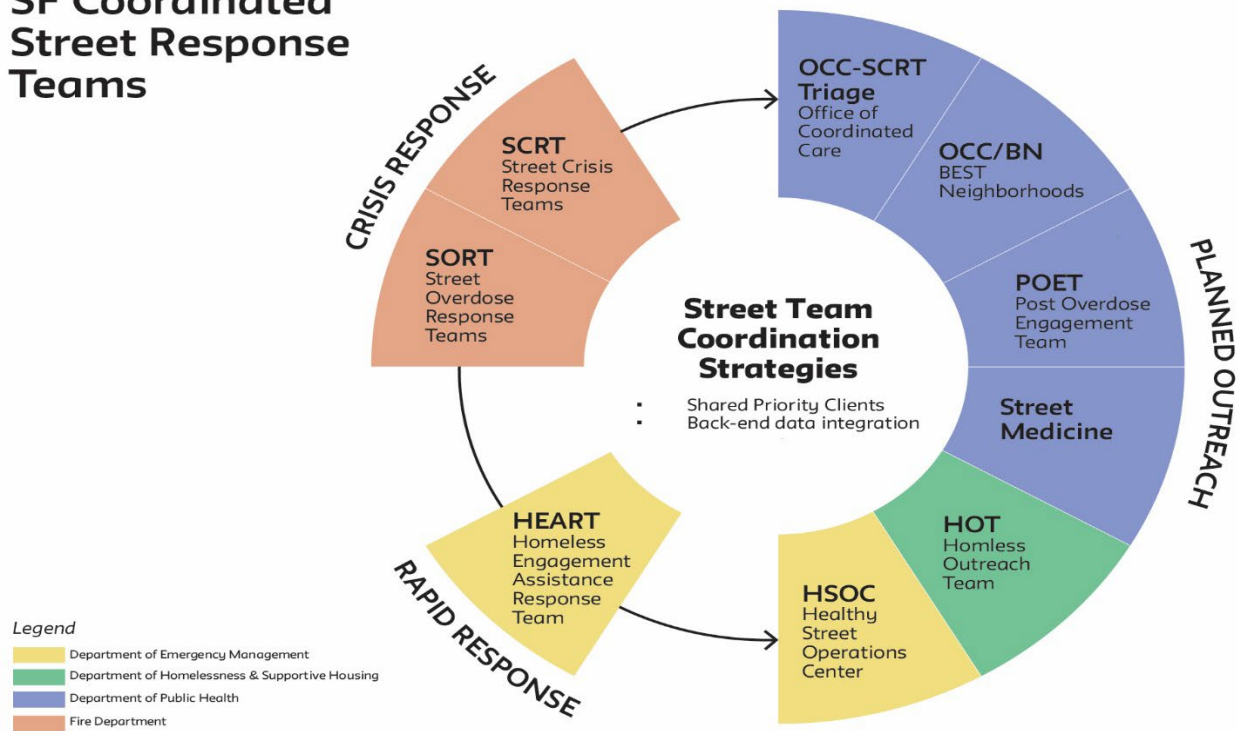 SF Coordinated
Street Response
Teams
CRISIS RESPONSE
SCRT
Street Crisis
Response
Teams
SORT
Street
Overdose
Response
Teams
OCC-SCRT
Triage
Office of
Coordinated
Care
OCC/BN
BEST
Neighborhoods
POET
Post Overdose
Engagement
Team
Street
Medicine
PLANNED OUTREACH
Street Team
Coordination
Strategies
▪ Shared Priority Clients
▪ Back-end data integration
HEART
Homeless
Engagement
Assistance
Response
Team
RAPID RESPONSE
HOT
Homless
Outreach
Team
HSOC
Healthy
Street
Operations
Center
Legend
Department of Emergency Management
Department of Homelessness & Supportive Housing
Department of Public Health
Fire Department